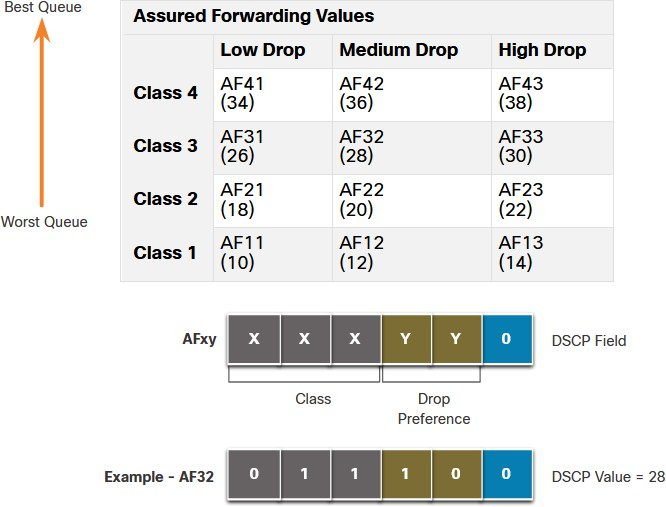 Best Queue
Assured Forwarding Values
Low Drop Medium Drop High Drop
Class 4 AF41 (34) AF42 (36) AF43 (38)
Class 3 AF31 (26) AF32 (28) AF33 (30)
Class 2 AF21 (18) AF22 (20) AF23 (22)
Worst Queue
Class 1 AF11 (10) AF12 (12) AF13 (14)
AFxy X X X Y Y 0 DSCP Field
Class Drop Preference
Example - AF32 0 1 1 1 0 0 DSCP Value = 28